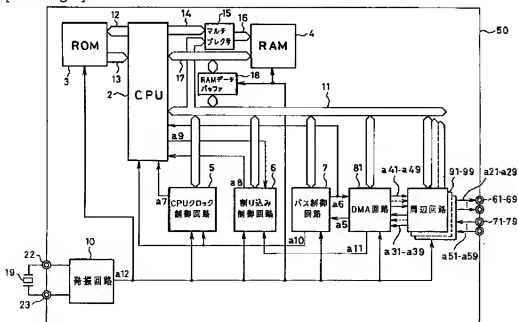 12
14
15
マルチ
プレクサ
16
4
50
ROM
RAM
3
13
2
CPU
17
RAMデータ
バッファ
18
11
a9
5
a8
6
7
a6
81
a41-a49
91-99
a21-a29
61-69
a7
CPUクロック
制御回路
割り込み
制御回路
バス制御
回路
a5
DMA回路
周辺回路
71-79
a10
a11
a31-a39
a51-a59
22
10
19
発振回路
a12
23